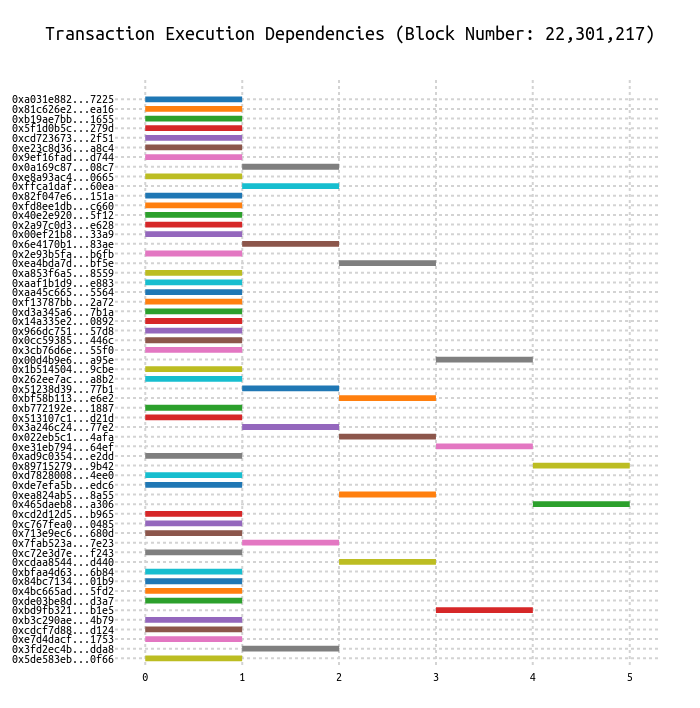 Transaction Execution Dependencies (Block Number: 22,301,217)
0xa031e882...7225
0x81c626e2...ea16
0xb19ae7bb...1655
0x5f1d0b5c...279d
0xcd723673...2f51
0xe23c8d36...a8c4
0x9ef16fad...d744
0x0a169c87...08c7
0xe8a93ac4...0665
0xffca1daf...60ea
0x82f047e6...151a
0xfd8ee1db...c660
0x40e2e920...5f12
0x2a97c0d3...e628
0x00ef21b8...33a9
0x6e4170b1...83ae
0x2e93b5fa...b6fb
0xea4bda7d...bf5e
0xa853f6a5...8559
0xaaf1b1d9...e883
0xaa45c665...5564
0xf13787bb...2a72
0xd3a345a6...7b1a
0x14a335e2...0892
0x966dc751...57d8
0x0cc59385...446c
0x3cb76d6e...55f0
0x00d4b9e6...a95e
0x1b514504...9cbe
0x262ee7ac...a8b2
0x51238d39...77b1
0xbf58b113...e6e2
0xb772192e...1887
0x513107c1...d21d
0x3a246c24...77e2
0x022eb5c1...4afa
0xe31eb794...64ef
0xad9c0354...e2dd
0x89715279...9b42
0xd7828008...4ee0
0xde7efa5b...edc6
0xea824ab5...8a55
0x465daeb8...a306
0xcd2d12d5...b965
0xc767fea0...0485
0x713e9ec6...680d
0x7fab523a...7e23
0xc72e3d7e...f243
0xcdaa8544...d440
0xbfaa4d63...6b84
0x84bc7134...01b9
0x4bc665ad...5fd2
0xde03be8d...d3a7
0xbd9fb321...b1e5
0xb3c290ae...4b79
0xcdcf7d88...d124
0xe7d4dacf...1753
0x3fd2ec4b...dda8
0x5de583eb...0f66
0 1 2 3 4 5